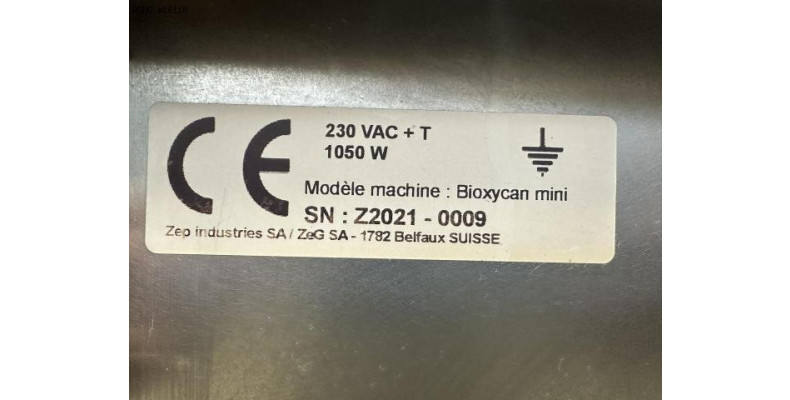 CE
230 VAC + T
1050 W
Modèle machine : Bioxycan mini
SN : Z2021 - 0009
Zep industries SA / ZeG SA - 1782 Belfaux SUISSE